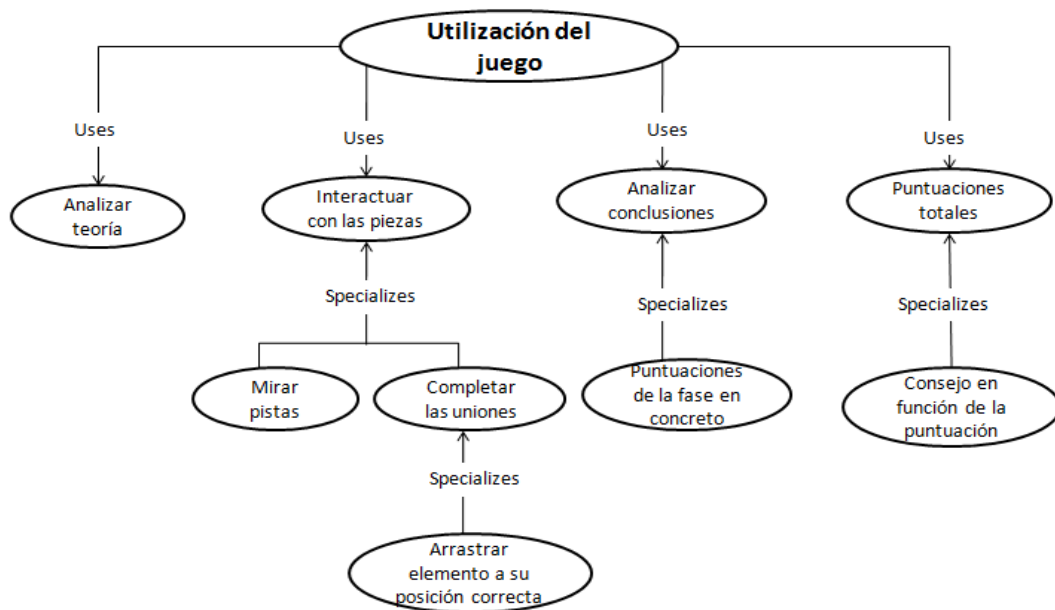 Utilización del
juego
Uses
Uses
Uses
Uses
Analizar
teoría
Interactuar
con las piezas
Analizar
conclusiones
Puntuaciones
totales
Specializes
Specializes
Specializes
Mirar
pistas
Completar
las uniones
Puntuaciones
de la fase en
concreto
Consejo en
función de la
puntuación
Specializes
Arrastrar
elemento a su
posición correcta